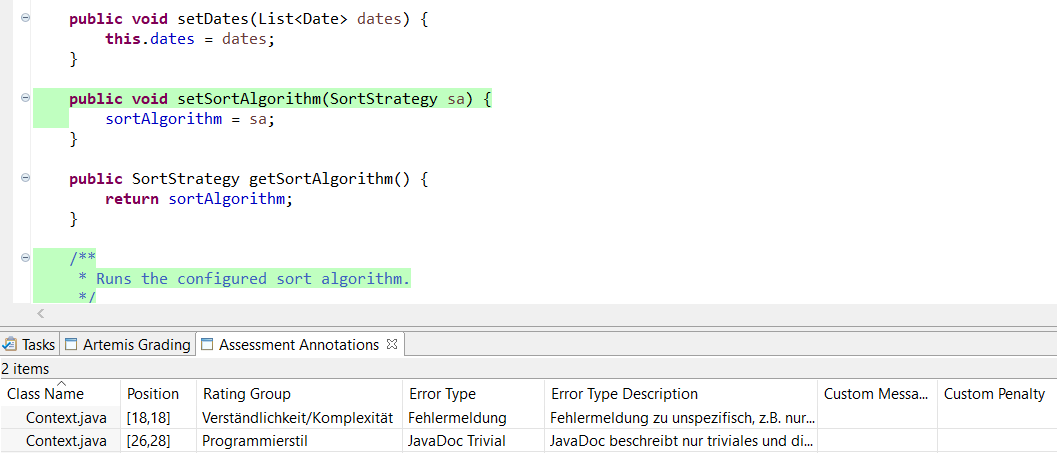 public void setDates(List<Date> dates) {
this.dates = dates;
}
public void setSortAlgorithm(SortStrategy sa) {
sortAlgorithm = sa;
}
public SortStrategy getSortAlgorithm() {
return sortAlgorithm;
}
/**
* Runs the configured sort algorithm.
*/
Tasks Artemis Grading Assessment Annotations
2 items
Class Name Position Rating Group Error Type Error Type Description Custom Messa... Custom Penalty
Context.java [18,18] Verständlichkeit/Komplexität Fehlermeldung Fehlermeldung zu unspezifisch, z.B. nur...
Context.java [26,28] Programmierstil JavaDoc Trivial JavaDoc beschreibt nur triviales und di...